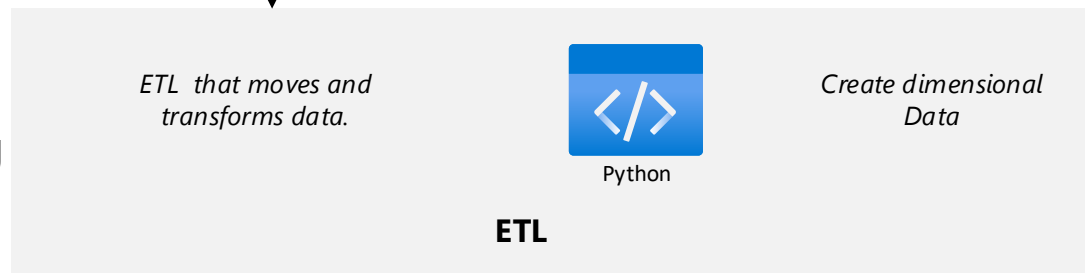 ETL that moves and
transforms data.
</>
Python
Create dimensional
Data
ETL